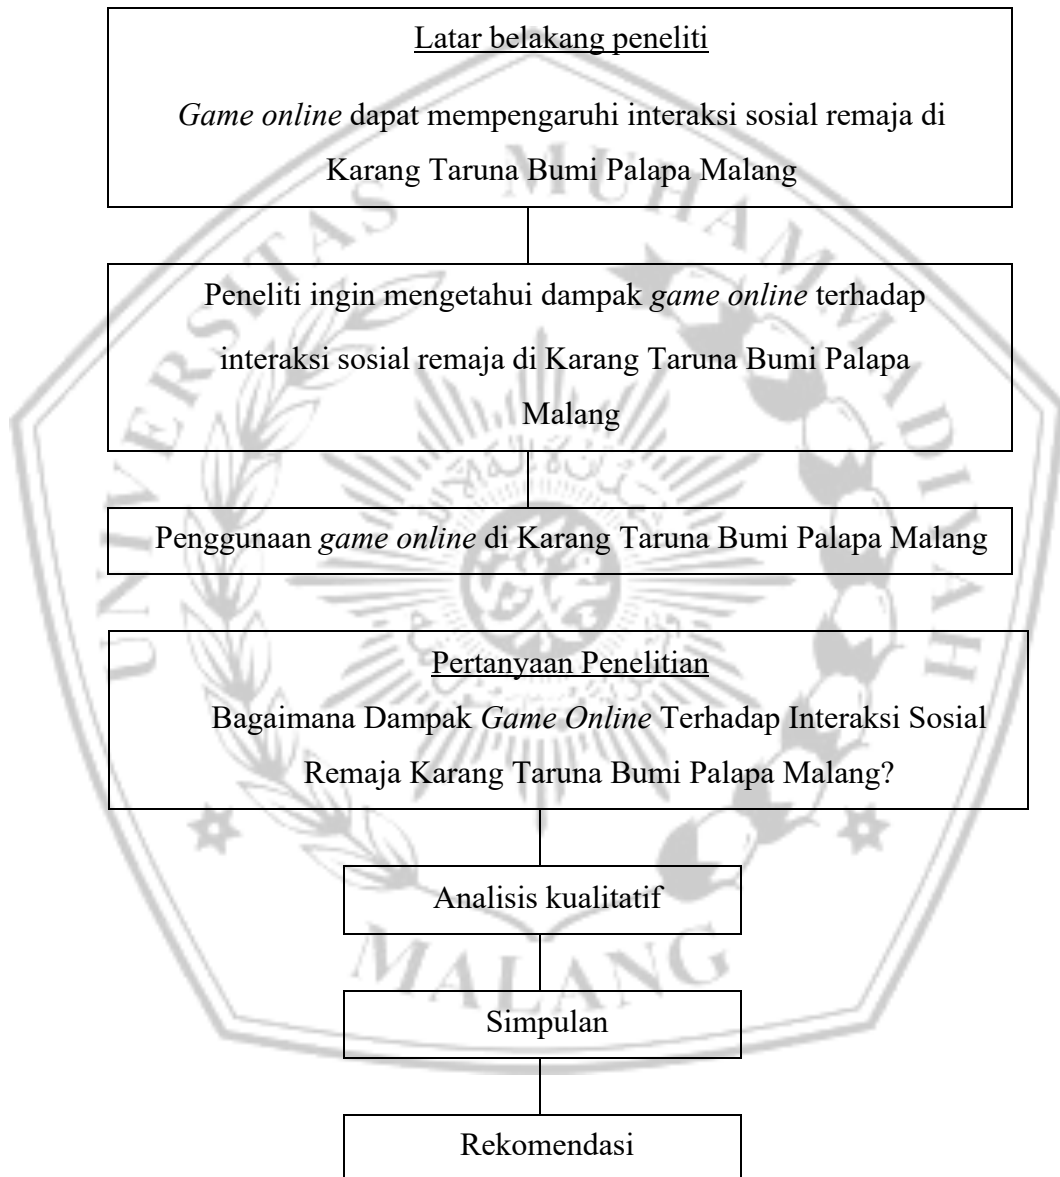 Latar belakang peneliti
Game online dapat mempengaruhi interaksi sosial remaja di
Karang Taruna Bumi Palapa Malang
Peneliti ingin mengetahui dampak game online terhadap
interaksi sosial remaja di Karang Taruna Bumi Palapa
Malang
Penggunaan game online di Karang Taruna Bumi Palapa Malang
Pertanyaan Penelitian
Bagaimana Dampak Game Online Terhadap Interaksi Sosial
Remaja Karang Taruna Bumi Palapa Malang?
Analisis kualitatif
Simpulan
Rekomendasi
UNIVERSITAS MUHAMMADIYAH
MALANG